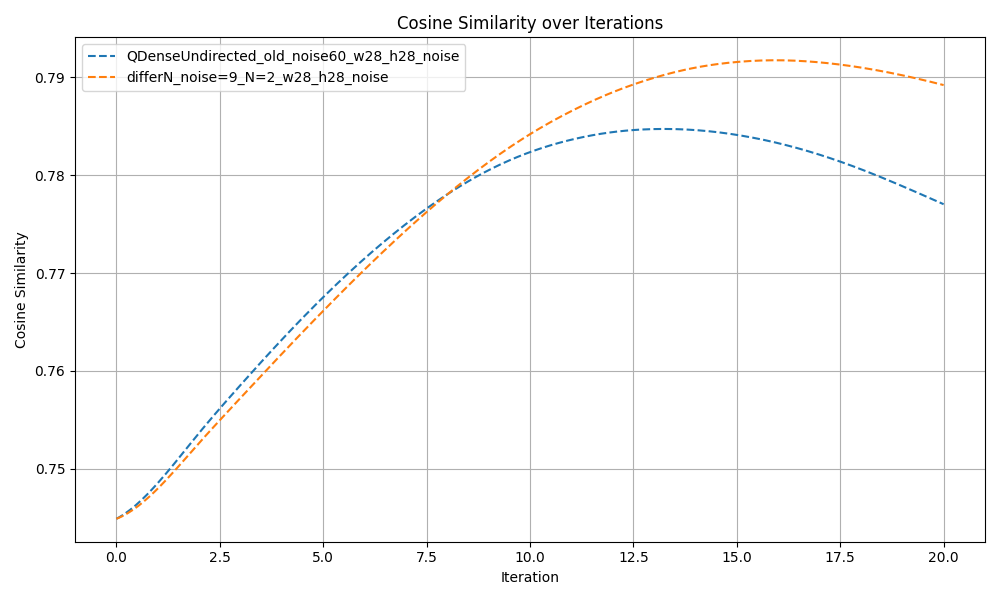 Cosine Similarity over Iterations
QDenseUndirected_old_noise60_w28_h28_noise
differN_noise=9_N=2_w28_h28_noise
Cosine Similarity
0.79
0.78
0.77
0.76
0.75
0.0 2.5 5.0 7.5 10.0 12.5 15.0 17.5 20.0
Iteration